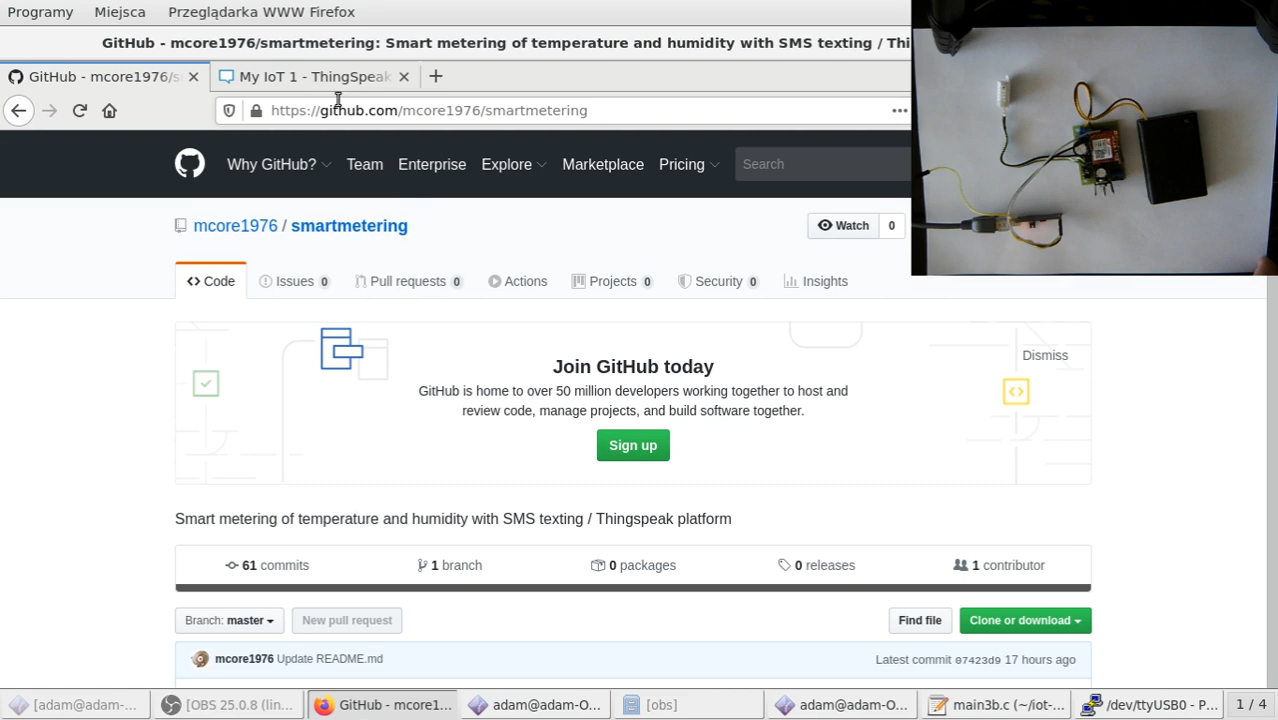 Programy Miejsca Przeglądarka WWW Firefox
GitHub - mcore1976/smartmetering: Smart metering of temperature and humidity with SMS texting / Thi
GitHub - mcore1976/s
My IoT 1 - ThingSpeak
https://github.com/mcore1976/smartmetering
Why GitHub? Team Enterprise Explore Marketplace Pricing Search
mcore1976 / smartmetering
Watch 0
Code Issues 0 Pull requests 0 Actions Projects 0 Security 0 Insights
Join GitHub today
Dismiss
GitHub is home to over 50 million developers working together to host and
review code, manage projects, and build software together.
Sign up
Smart metering of temperature and humidity with SMS texting / Thingspeak platform
61 commits 1 branch 0 packages 0 releases 1 contributor
Branch: master New pull request Find file Clone or download
mcore1976 Update README.md Latest commit 07423d9 17 hours ago
[adam@ada-... [OBS 25.0.8 (lin... GitHub - mcore1... adam@adam-O... [obs] adam@adam-O... main3b.c (~/iot-... /dev/ttyUSB0 - P... 1 / 4